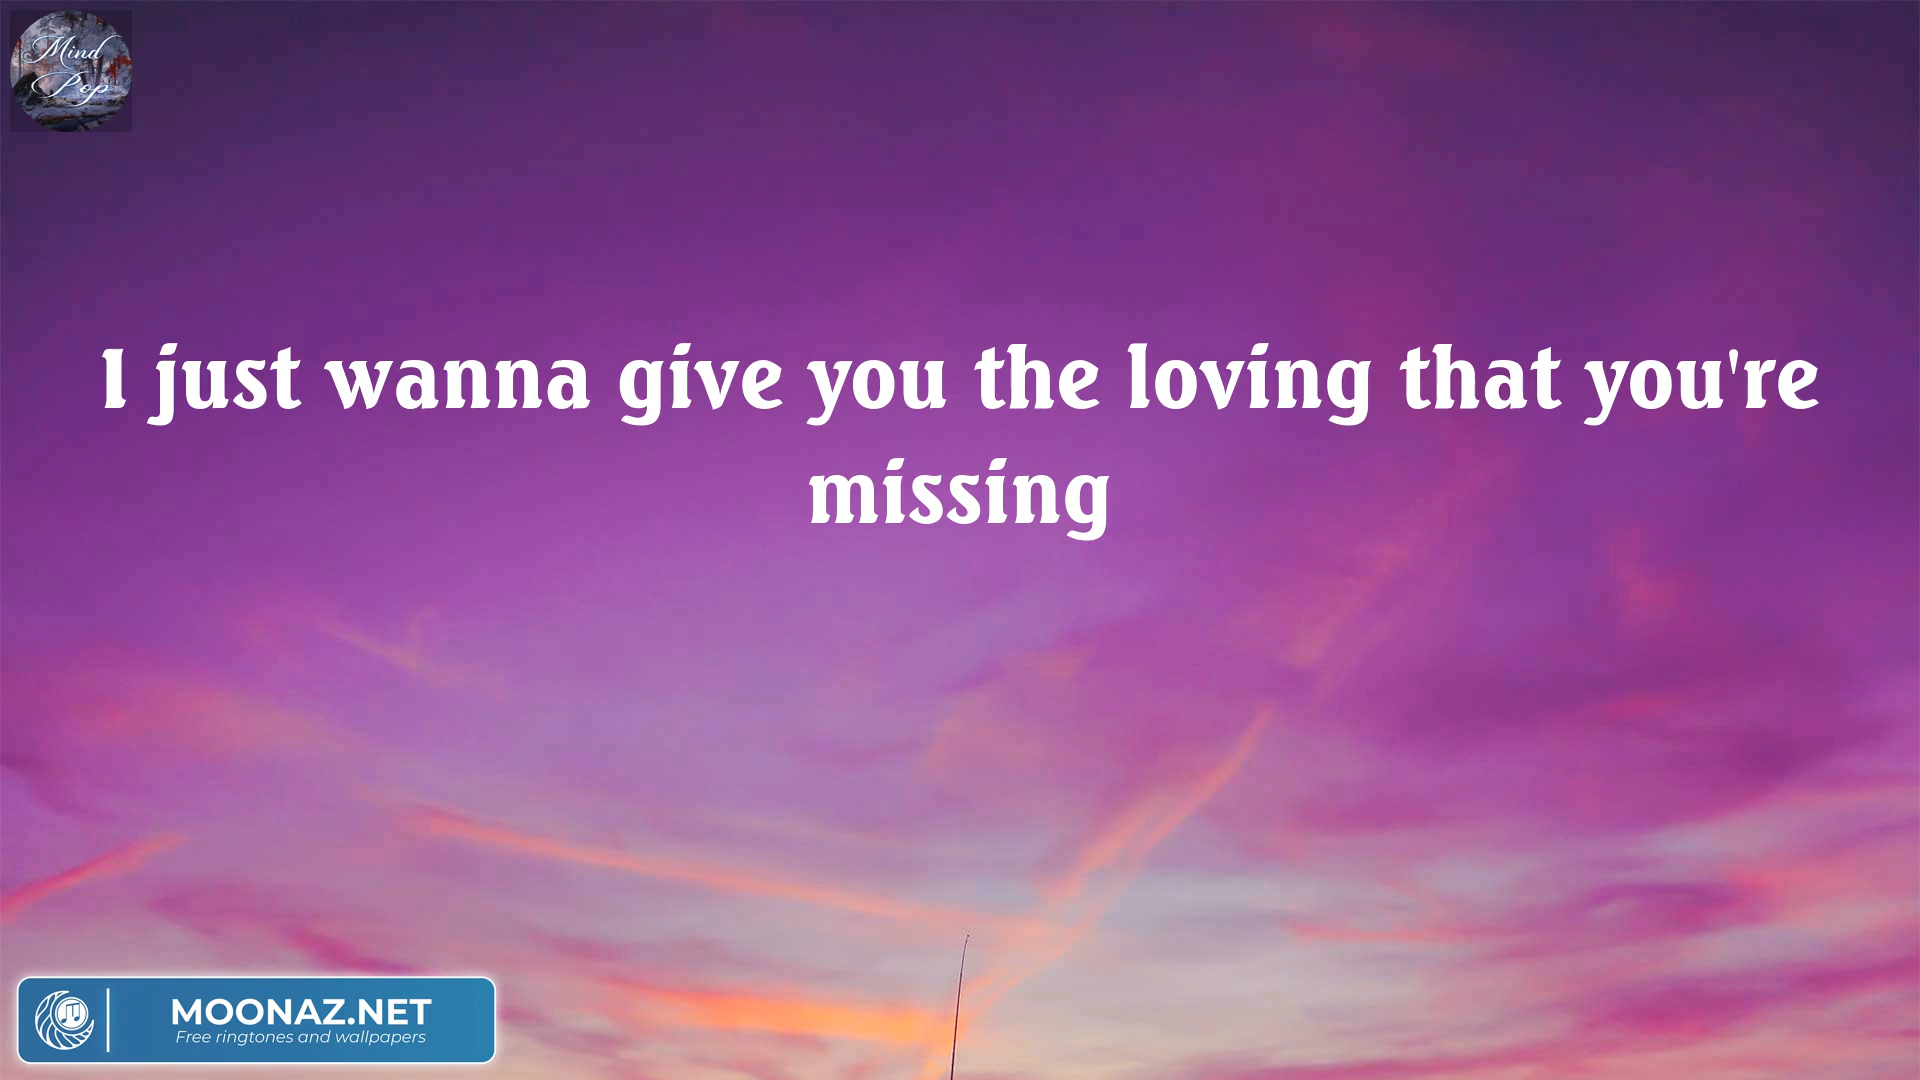 Mind
Pop
I just wanna give you the loving that you're
missing
MOONAZ.NET
Free ringtones and wallpapers